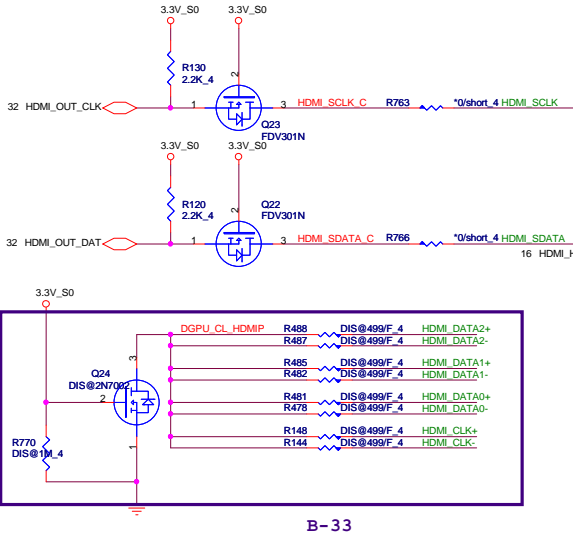 3.3V_S0 3.3V_S0
R130
2.2K_4
2
32 HDMI_OUT_CLK 1 3 HDMI_SCLK_C R763 *0/short_4 HDMI_SCLK
Q23
FDV301N
3.3V_S0 3.3V_S0
R120
2.2K_4
2
32 HDMI_OUT_DAT 1 3 HDMI_SDATA_C R766 *0/short_4 HDMI_SDATA
Q22
FDV301N
16 HDMI_H
3.3V_S0
DGPU_CL_HDMIP R488 DIS@499/F_4 HDMI_DATA2+
R487 DIS@499/F_4 HDMI_DATA2-
3
R485 DIS@499/F_4 HDMI_DATA1+
Q24
R482 DIS@499/F_4 HDMI_DATA1-
DIS@2N7002
2
R481 DIS@499/F_4 HDMI_DATA0+
R478 DIS@499/F_4 HDMI_DATA0-
R148 DIS@499/F_4 HDMI_CLK+
R770
1
R144 DIS@499/F_4 HDMI_CLK-
DIS@1M_4
B-33